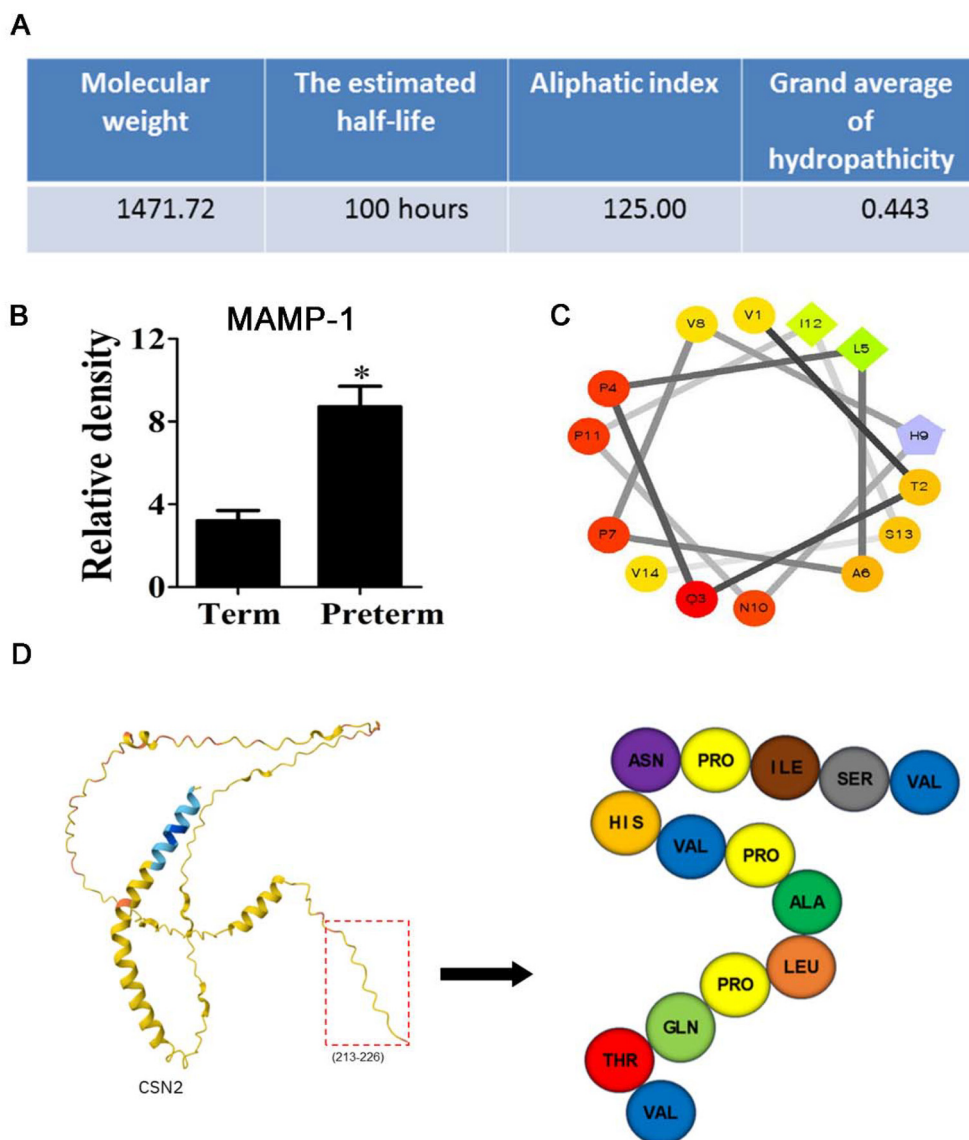 A
Molecular weight
The estimated half-life
Aliphatic index
Grand average of hydropathicity
1471.72
100 hours
125.00
0.443
B
MAMP-1
Relative density
12
8
4
0
*
Term
Preterm
C
V8
V1
I12
L5
P4
P11
H9
T2
P7
S13
V14
A6
Q3
N10
D
CSN2
(213-226)
ASN
PRO
ILE
SER
VAL
HIS
VAL
PRO
ALA
LEU
PRO
GLN
THR
VAL